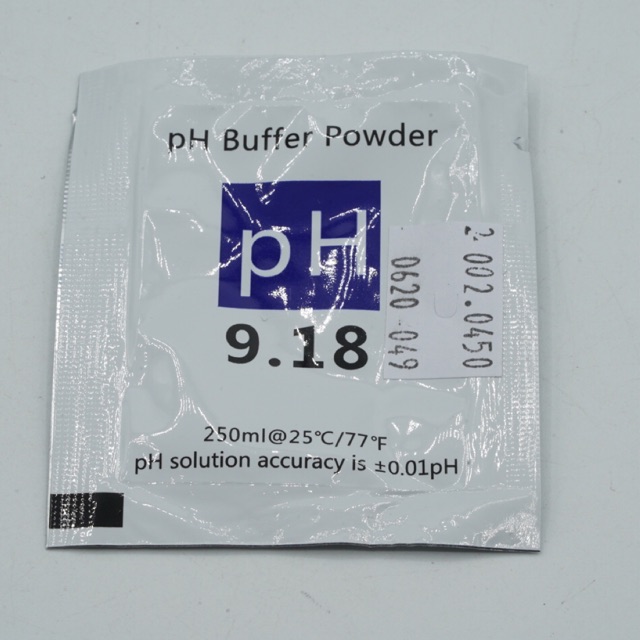 pH Buffer Powder
pH
9.18
2 002.0450
0620 049
250ml@25℃/77℉
pH solution accuracy is ±0.01pH